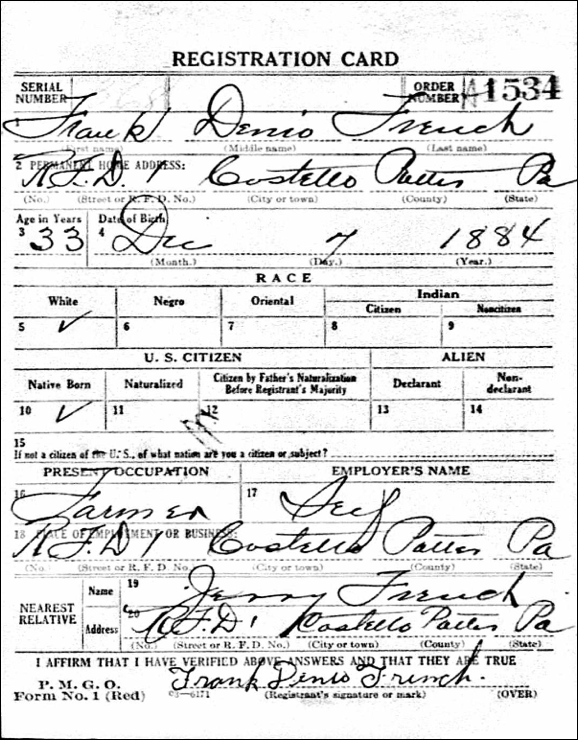 REGISTRATION CARD
SERIAL NUMBER
ORDER NUMBER A1534
1 Frank Denio French
(First name) (Middle name) (Last name)
2 PERMANENT HOME ADDRESS:
R.F.D. 1 Costello Potter Pa
(No.) (Street or R. F. D. No.) (City or town) (County) (State)
Age in Years Date of Birth
3 33 4 Dec 7 1884
(Month.) (Day.) (Year.)
RACE
White Negro Oriental Indian
Citizen Noncitizen
5 ✓ 6 7 8 9
U. S. CITIZEN ALIEN
Native Born Naturalized Citizen by Father's Naturalization Before Registrant's Majority Declarant Non-declarant
10 ✓ 11 12 13 14
15
If not a citizen of the U. S., of what nation are you a citizen or subject?
PRESENT OCCUPATION EMPLOYER'S NAME
16 Farmer 17 Self
18 PLACE OF EMPLOYMENT OR BUSINESS:
R.F.D 1 Costello Potter Pa
(No.) (Street or R. F. D. No.) (City or town) (County) (State)
NEAREST RELATIVE
Name 19 Jenny French
Address 20 R.F.D 1 Costello Potter Pa
(No.) (Street or R. F. D. No.) (City or town) (County) (State)
I AFFIRM THAT I HAVE VERIFIED ABOVE ANSWERS AND THAT THEY ARE TRUE
P. M. G. O.
Form No. 1 (Red) 03—6171 Frank Denio French.
(Registrant's signature or mark) (OVER)